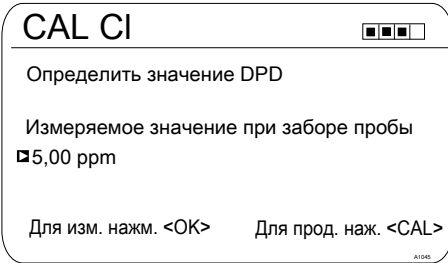 CAL Cl
Определить значение DPD
Измеряемое значение при заборе пробы
5,00 ppm
Для изм. нажм. <OK> Для прод. наж. <CAL>
A1045